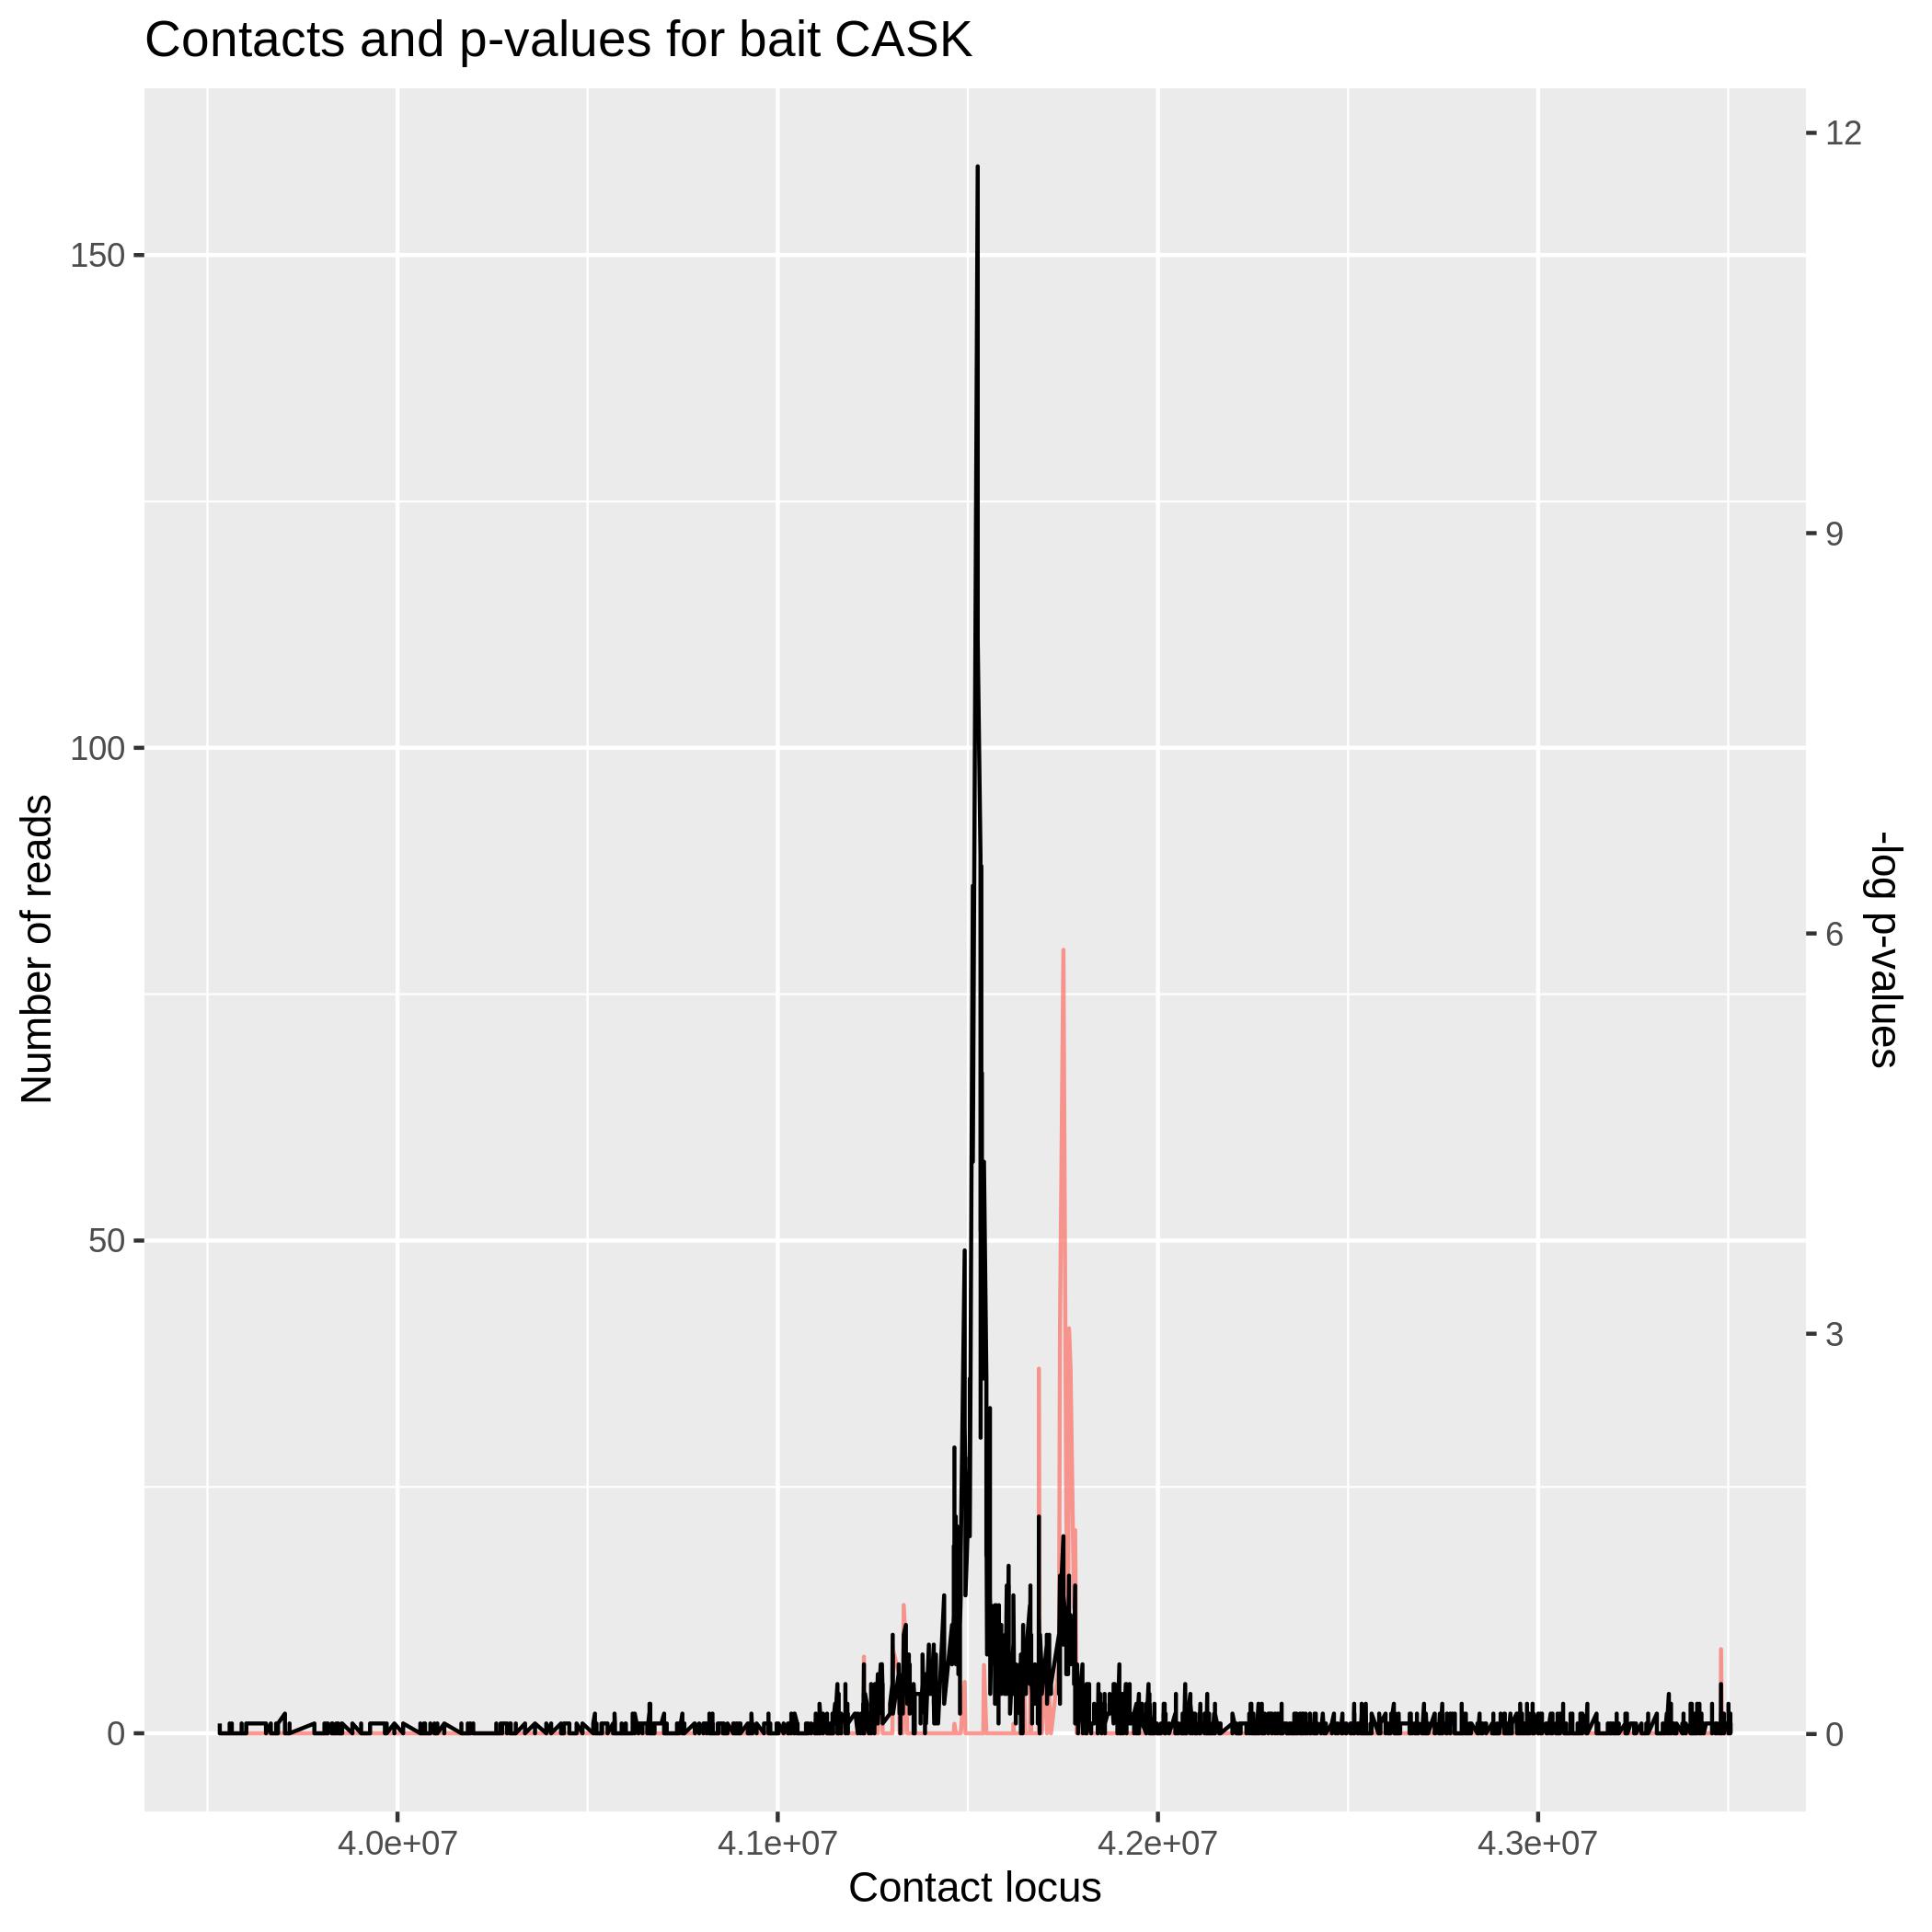 Contacts and p-values for bait CASK
Number of reads
150
100
50
0
12
9
6
3
0
-log p-values
4.0e+07
4.1e+07
4.2e+07
4.3e+07
Contact locus